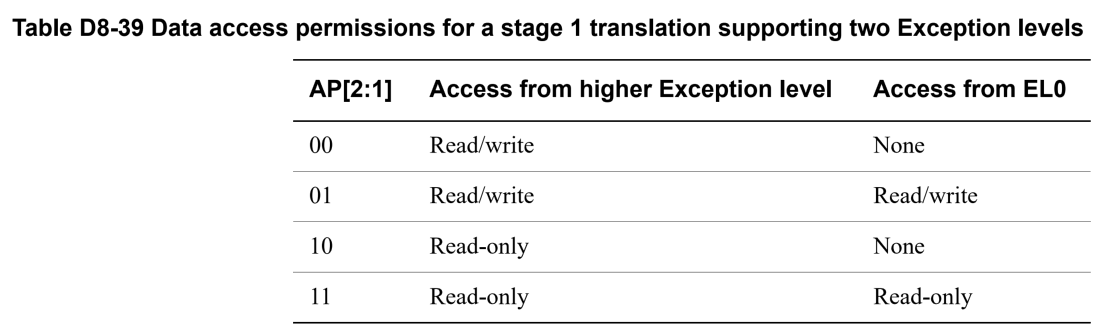 Table D8-39 Data access permissions for a stage 1 translation supporting two Exception levels
AP[2:1] Access from higher Exception level Access from EL0
00 Read/write None
01 Read/write Read/write
10 Read-only None
11 Read-only Read-only